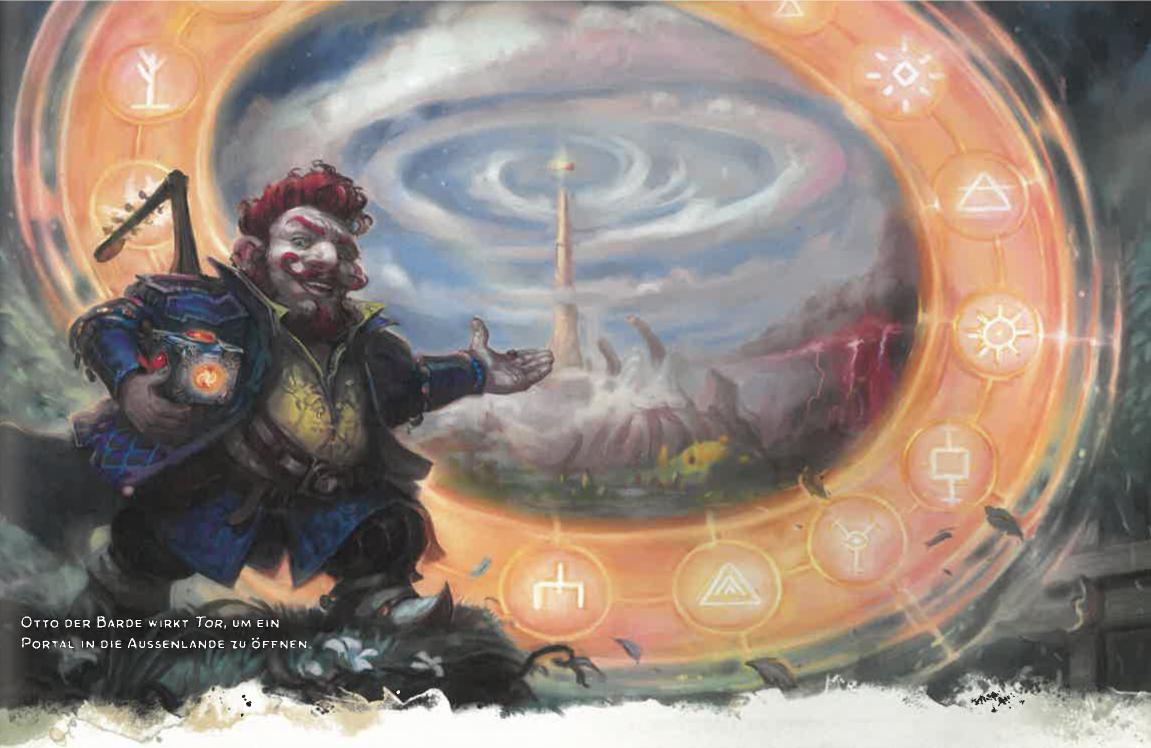 Otto der Barde wirkt Tor, um ein
Portal in die Aussenlande zu öffnen.